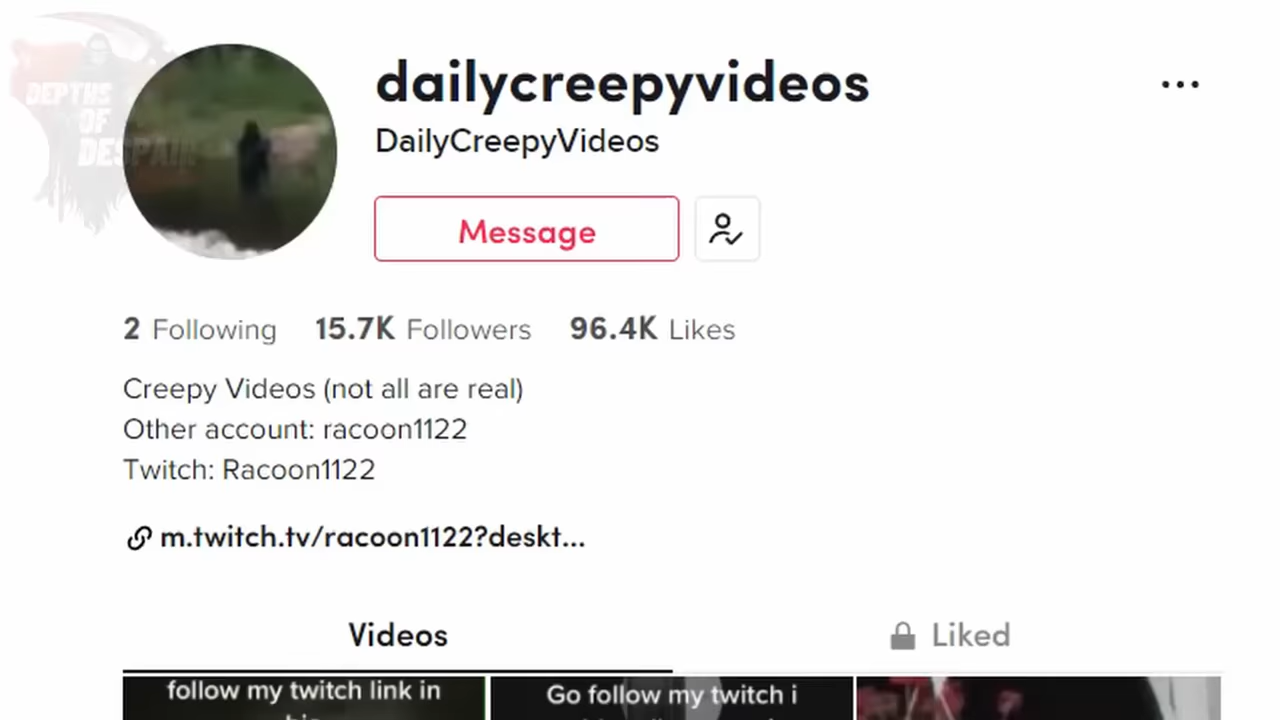 DEPTHS
OF
DESPAIR
dailycreepyvideos
DailyCreepyVideos
Message
2 Following 15.7K Followers 96.4K Likes
Creepy Videos (not all are real)
Other account: racoon1122
Twitch: Racoon1122
m.twitch.tv/racoon1122?deskt...
Videos
Liked
follow my twitch link in
Go follow my twitch i